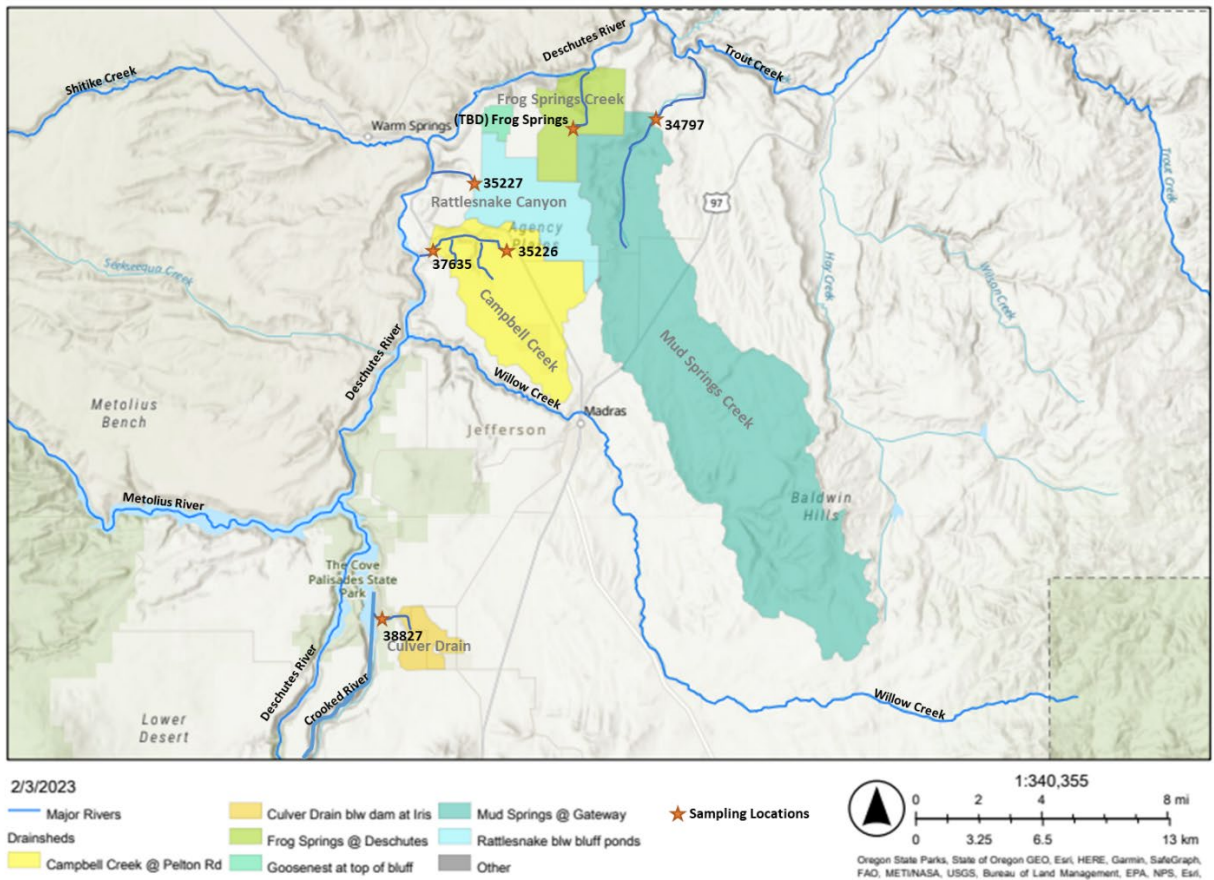 Deschutes River
Trout Creek
Shitike Creek
Frog Springs Creek
(TBD) Frog Springs
Warm Springs
34797
Trout Creek
35227
Rattlesnake Canyon
97
Agency
Plains
35226
37635
Seeksequa Creek
Hay Creek
Wilson Creek
Campbell Creek
Mud Springs Creek
Deschutes River
Willow Creek
Metolius
Bench
Madras
Jefferson
Metolius River
Baldwin
Hills
The Cove
Palisades State
Park
38827
Culver Drain
Deschutes River
Crooked River
Lower
Desert
Willow Creek
2/3/2023
Major Rivers
Drainsheds
Campbell Creek @ Pelton Rd
Culver Drain blw dam at Iris
Frog Springs @ Deschutes
Goosenest at top of bluff
Mud Springs @ Gateway
Rattlesnake blw bluff ponds
Other
Sampling Locations
1:340,355
0 2 4 8 mi
0 3.25 6.5 13 km
Oregon State Parks, State of Oregon GEO, Esri, HERE, Garmin, SafeGraph,
FAO, METI/NASA, USGS, Bureau of Land Management, EPA, NPS, Esri,